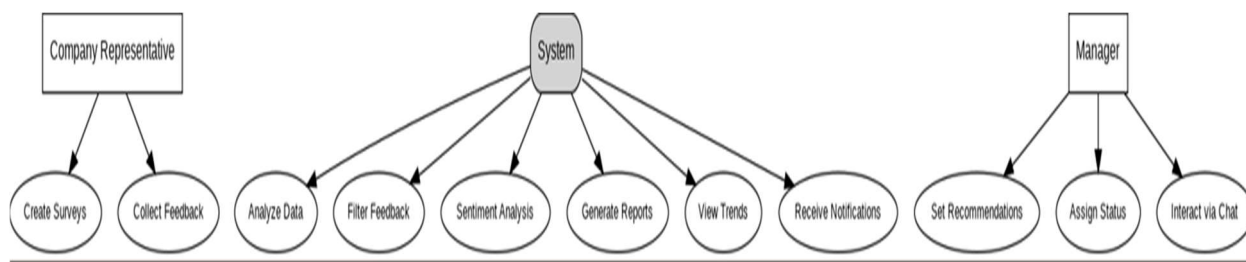 Company Representative
System
Manager
Create Surveys
Collect Feedback
Analyze Data
Filter Feedback
Sentiment Analysis
Generate Reports
View Trends
Receive Notifications
Set Recommendations
Assign Status
Interact via Chat